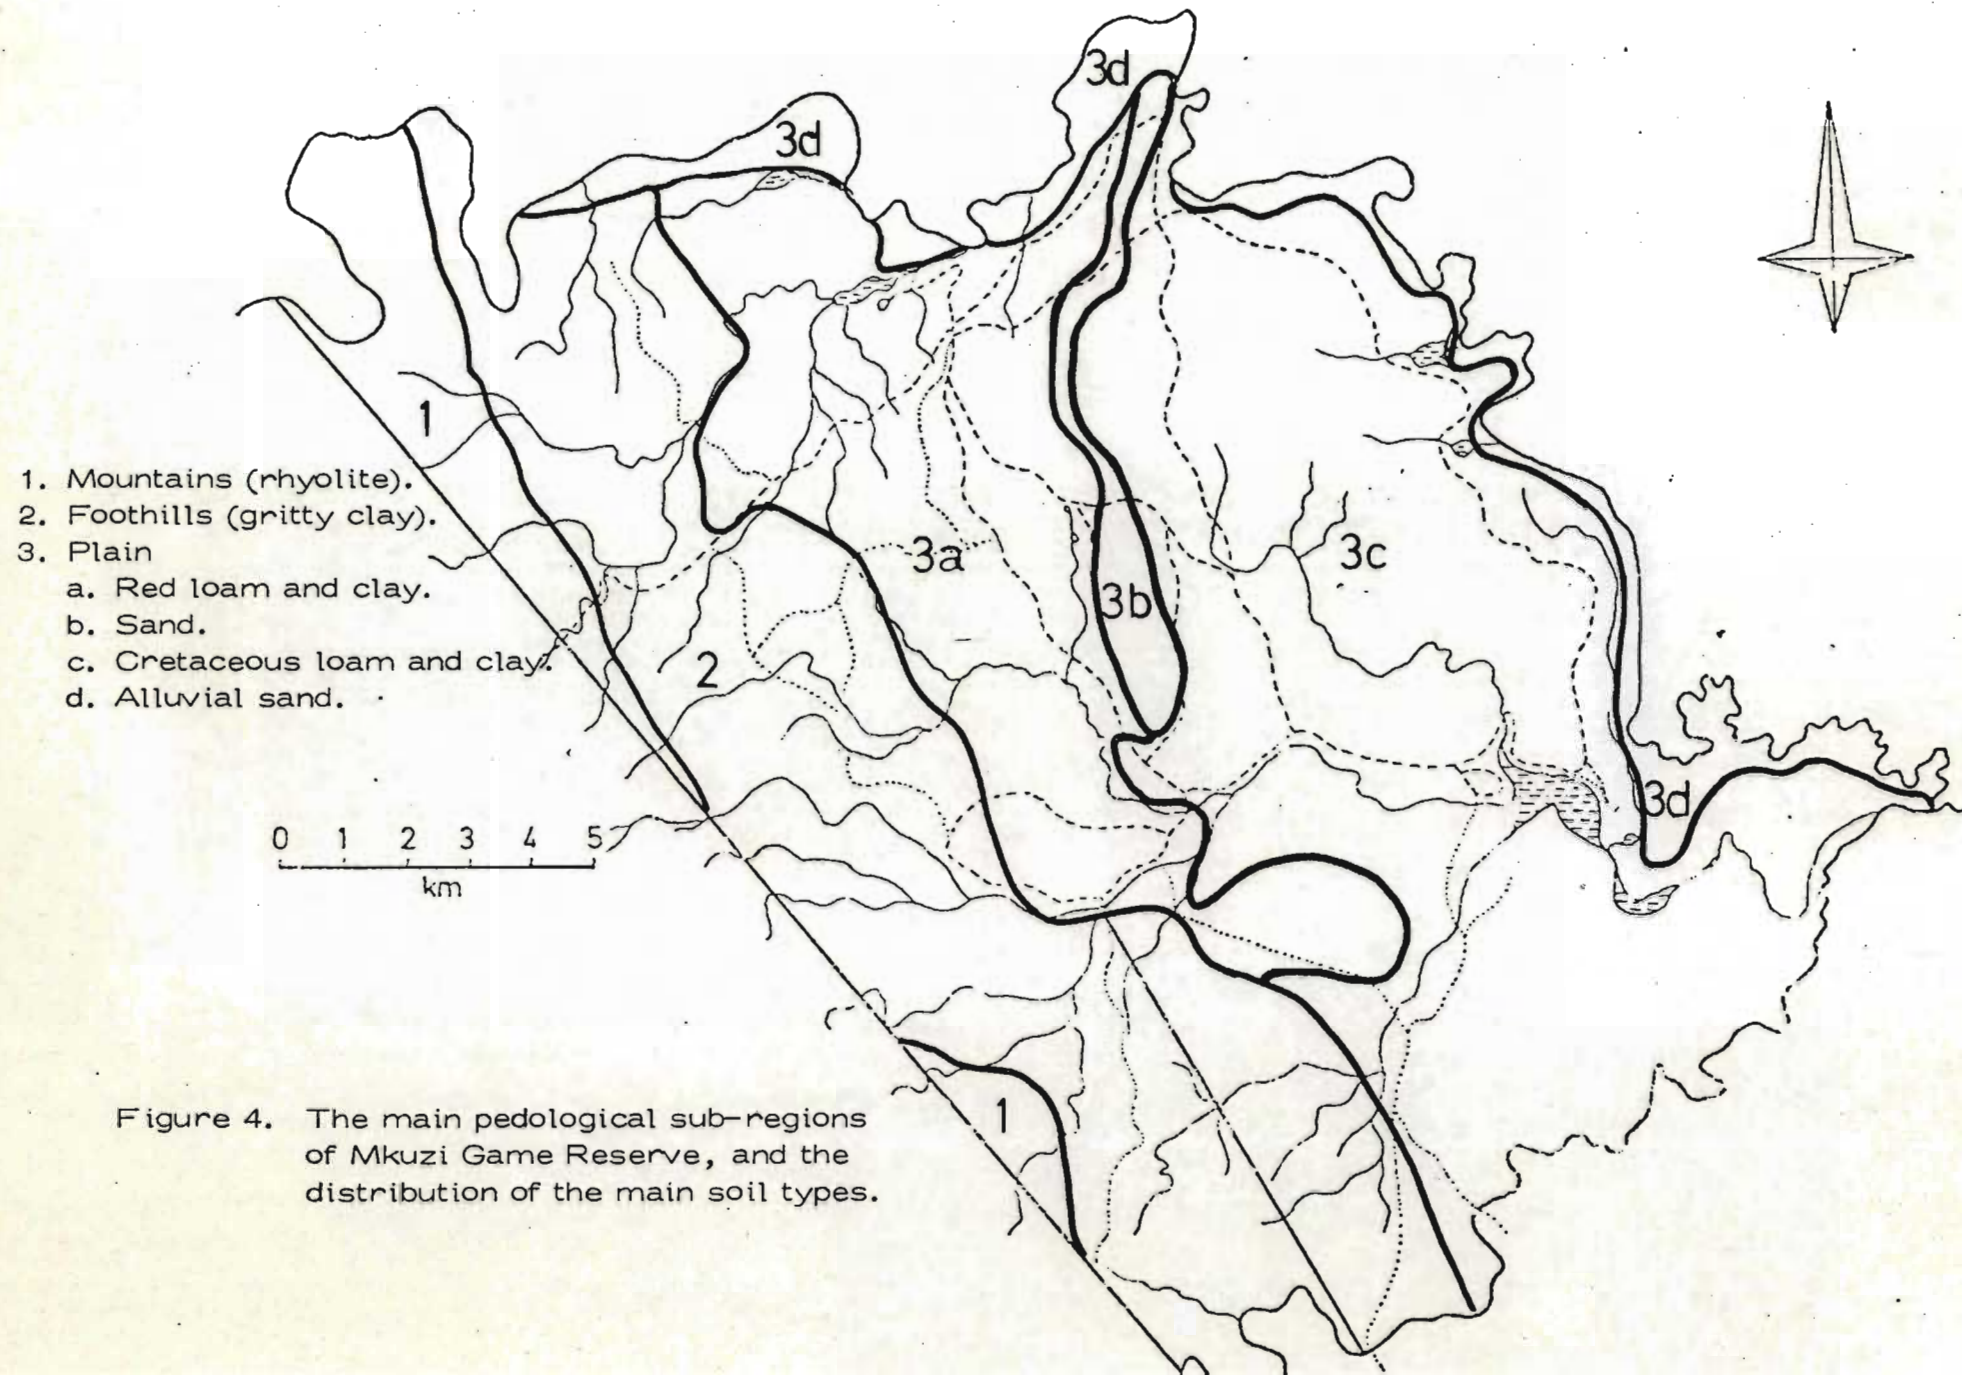 3d
3d
1
1. Mountains (rhyolite).
2. Foothills (gritty clay).
3. Plain
a. Red loam and clay.
b. Sand.
c. Cretaceous loam and clay.
d. Alluvial sand.
3a
3c
3b
2
3d
0 1 2 3 4 5
km
1
Figure 4. The main pedological sub-regions
of Mkuzi Game Reserve, and the
distribution of the main soil types.